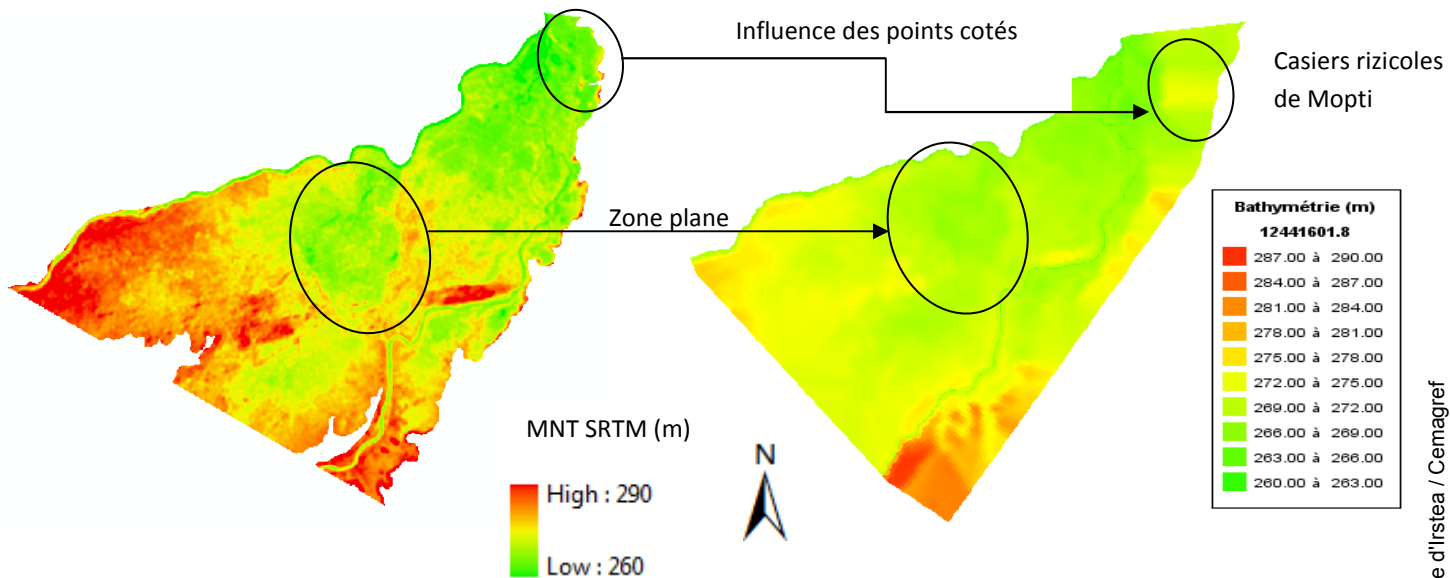 Influence des points cotés
Casiers rizicoles
de Mopti
Zone plane
MNT SRTM (m)
High : 290
Low : 260
N
Bathymétrie (m)
12441601.8
287.00 à 290.00
284.00 à 287.00
281.00 à 284.00
278.00 à 281.00
275.00 à 278.00
272.00 à 275.00
269.00 à 272.00
266.00 à 269.00
263.00 à 266.00
260.00 à 263.00
e d'Irstea / Cemagref